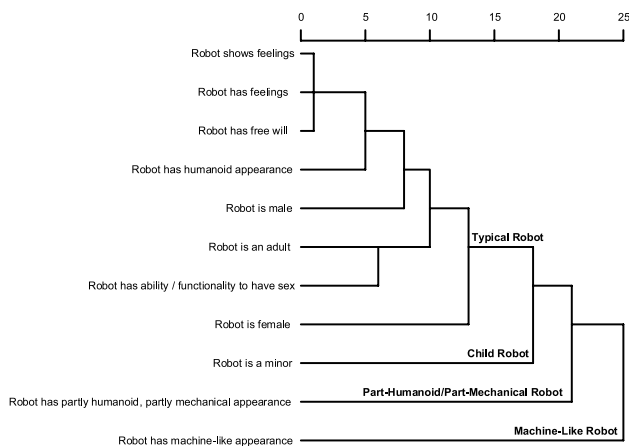 0 5 10 15 20 25
Robot shows feelings
Robot has feelings
Robot has free will
Robot has humanoid appearance
Robot is male
Typical Robot
Robot is an adult
Robot has ability / functionality to have sex
Robot is female
Child Robot
Robot is a minor
Part-Humanoid/Part-Mechanical Robot
Robot has partly humanoid, partly mechanical appearance
Machine-Like Robot
Robot has machine-like appearance